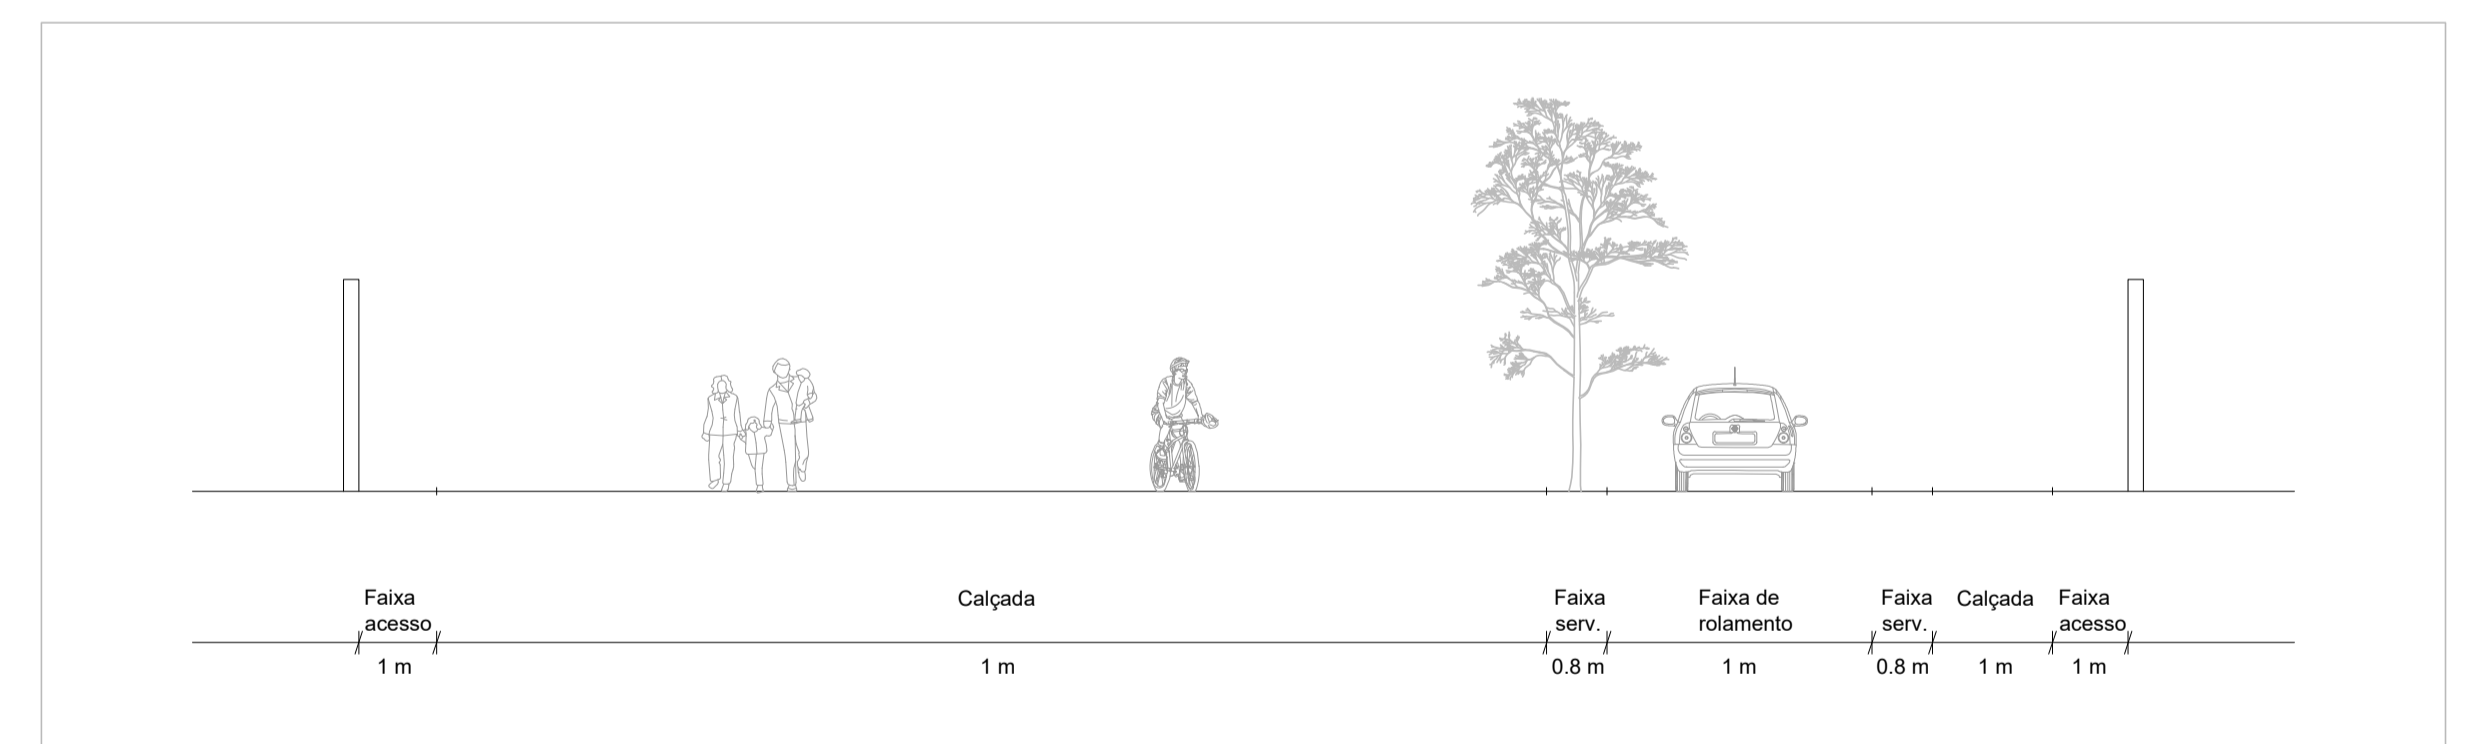 Faixa
acesso
Calçada
Faixa
serv.
Faixa de
rolamento
Faixa
serv.
Calçada
Faixa
acesso
1 m
1 m
0.8 m
1 m
0.8 m
1 m
1 m